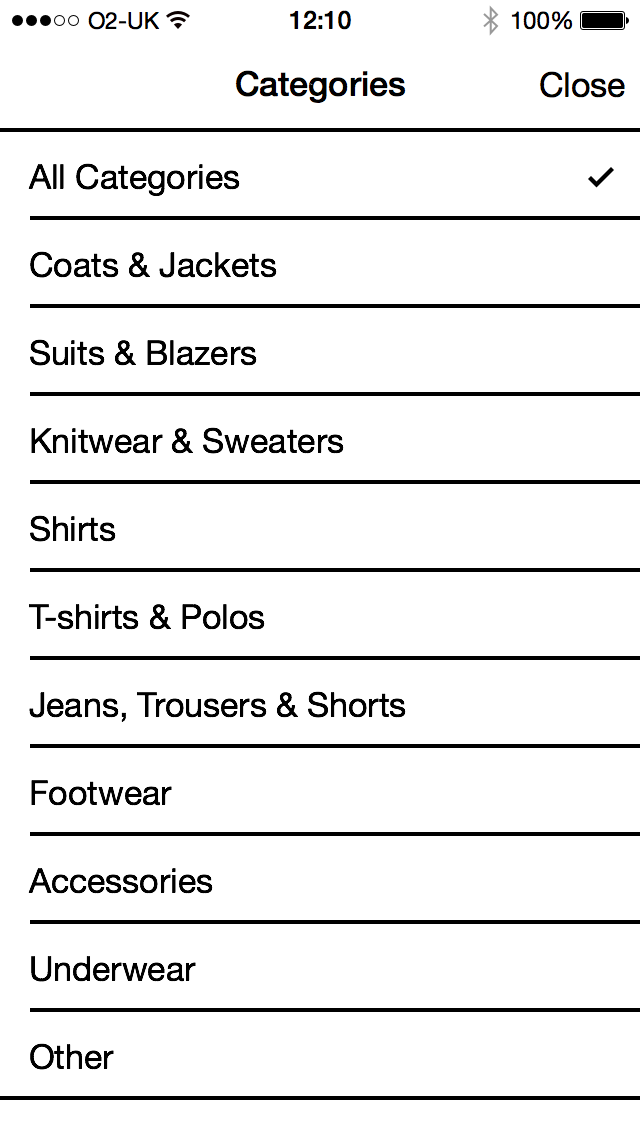 O2-UK 12:10 100%
Categories Close
All Categories
Coats & Jackets
Suits & Blazers
Knitwear & Sweaters
Shirts
T-shirts & Polos
Jeans, Trousers & Shorts
Footwear
Accessories
Underwear
Other